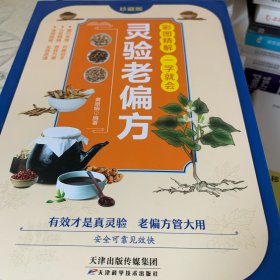 珍藏版
彩图精解 一学就会
灵验老偏方
有效才是真灵验 老偏方管大用
安全可靠见效快
天津出版传媒集团
天津科学技术出版社